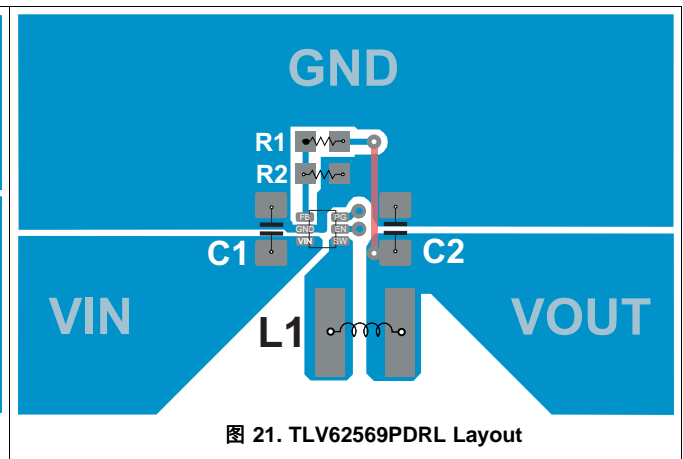 GND
R1
R2
FB PG
GND EN
VIN SW
C1 C2
VIN L1 VOUT
图 21. TLV62569PDRL Layout